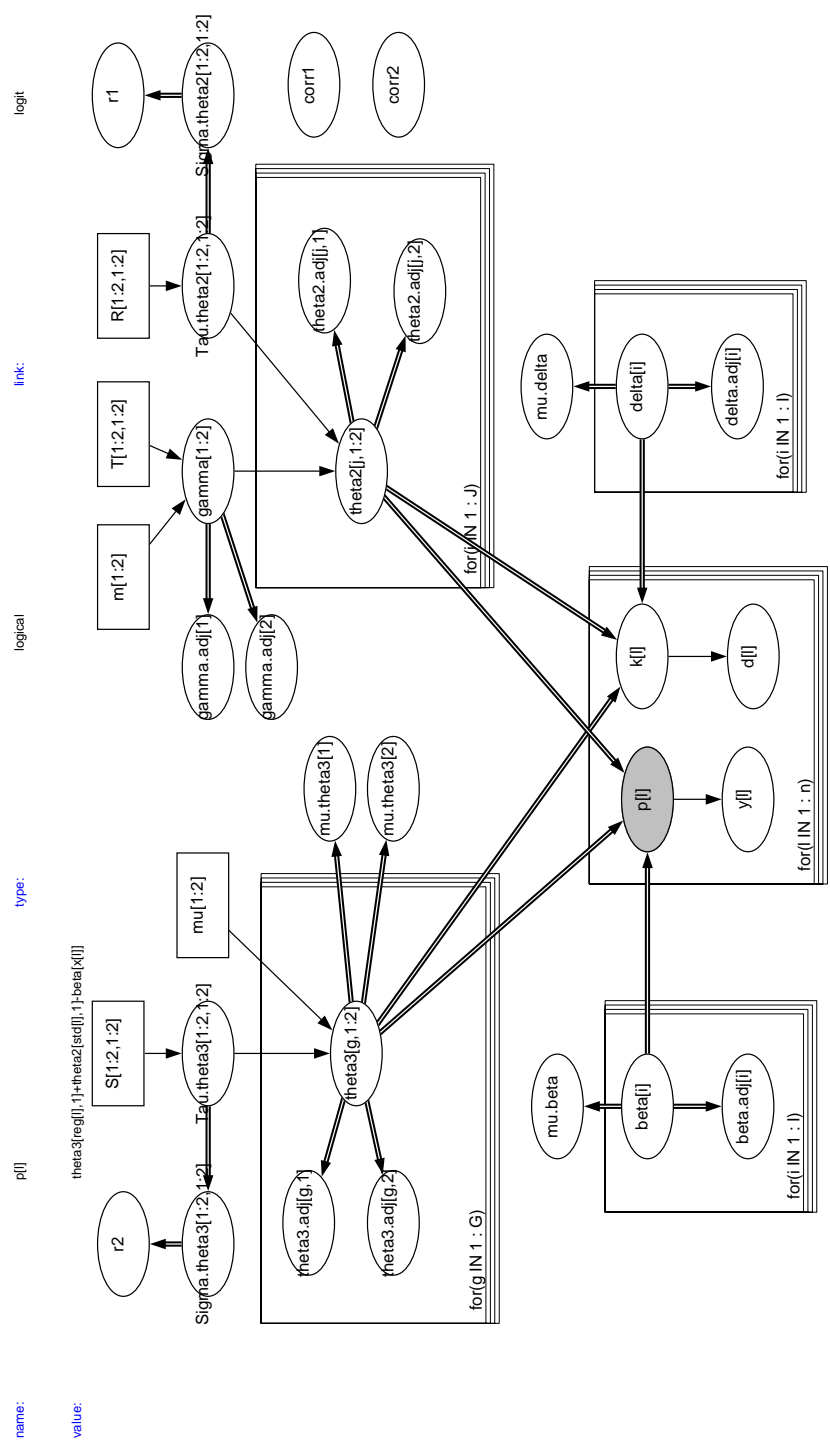 name: p[l] type: logical link: logit
value: theta3[reg[l],1]+theta2[std[l],1]-beta[x[l]]
r2
S[1:2,1:2]
m[1:2]
T[1:2,1:2]
R[1:2,1:2]
r1
Sigma.theta3[1:2,1:2]
Tau.theta3[1:2,1:2]
mu[1:2]
gamma.adj[1]
gamma[1:2]
Tau.theta2[1:2,1:2]
Sigma.theta2[1:2,1:2]
gamma.adj[2]
theta3.adj[g,1]
mu.theta3[1]
theta2.adj[j,1]
corr1
theta3[g,1:2]
theta2[j,1:2]
theta3.adj[g,2]
mu.theta3[2]
theta2.adj[j,2]
corr2
for(g IN 1 : G)
for(j IN 1 : J)
mu.beta
mu.delta
beta[i]
p[l]
k[l]
delta[i]
beta.adj[i]
y[l]
d[l]
delta.adj[i]
for(i IN 1 : I)
for(l IN 1 : n)
for(i IN 1 : I)